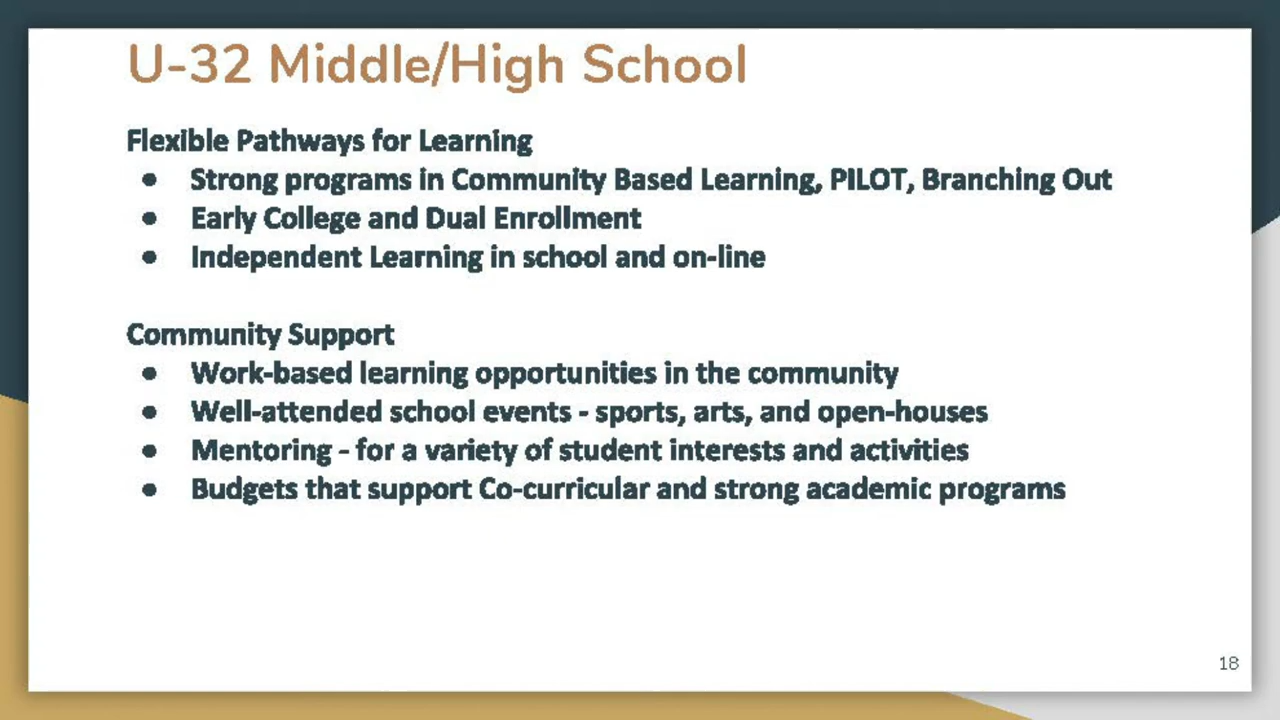 U-32 Middle/High School
Flexible Pathways for Learning
● Strong programs in Community Based Learning, PILOT, Branching Out
● Early College and Dual Enrollment
● Independent Learning in school and on-line
Community Support
● Work-based learning opportunities in the community
● Well-attended school events - sports, arts, and open-houses
● Mentoring - for a variety of student interests and activities
● Budgets that support Co-curricular and strong academic programs
18